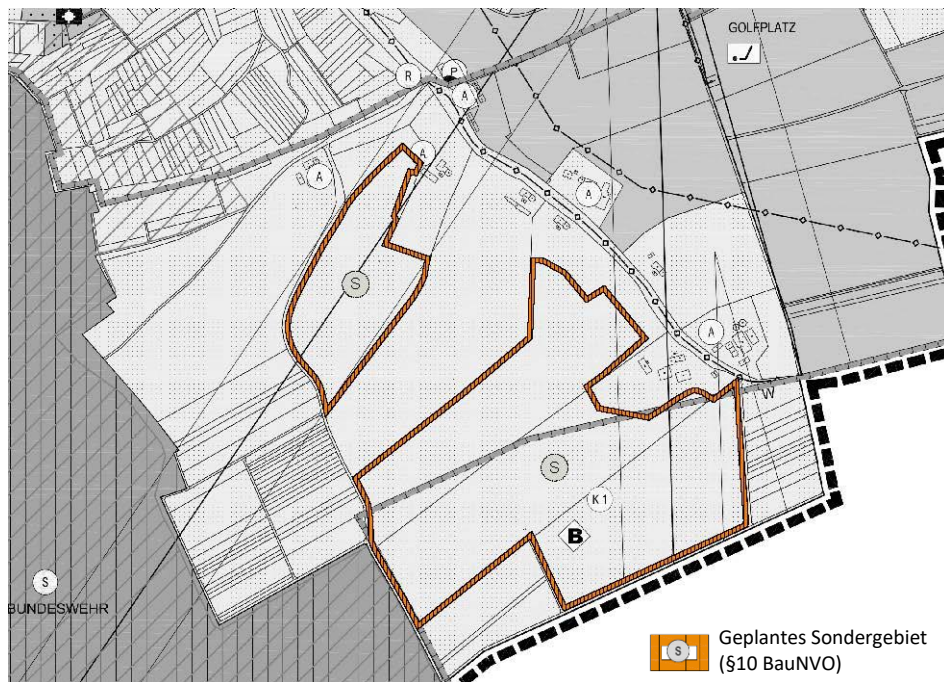 GOLFPLATZ
R
P
A
A
A
A
S
A
W
S
K 1
B
S
BUNDESWEHR
S
Geplantes Sondergebiet
(§10 BauNVO)